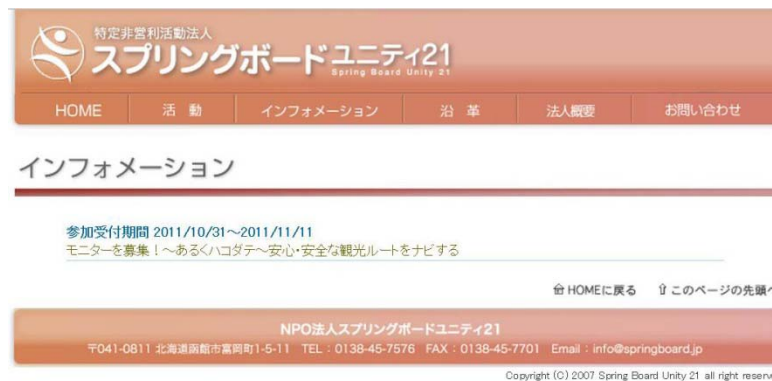 特定非営利活動法人
スプリングボードユニティ21
Spring Board Unity 21
HOME 活動 インフォメーション 沿革 法人概要 お問い合わせ
インフォメーション
参加受付期間 2011/10/31～2011/11/11
モニターを募集！～あるくハコダテ～安心・安全な観光ルートをナビする
HOMEに戻る このページの先頭へ
NPO法人スプリングボードユニティ21
〒041-0811 北海道函館市富岡町1-5-11 TEL：0138-45-7576 FAX：0138-45-7701 Email：info@springboard.jp
Copyright (C) 2007 Spring Board Unity 21 all right reserv